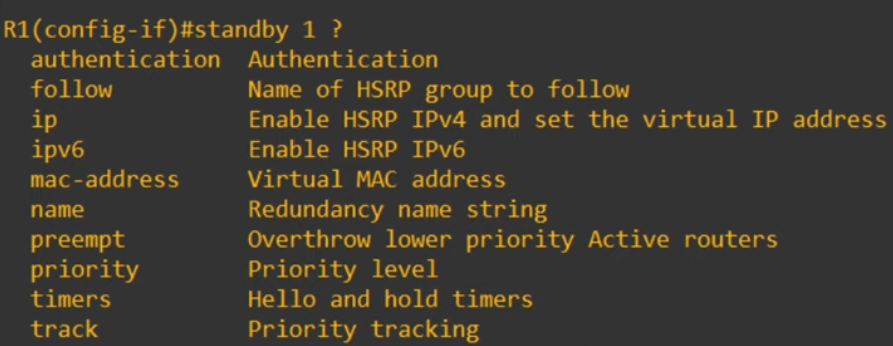 R1(config-if)#standby 1 ?
authentication Authentication
follow Name of HSRP group to follow
ip Enable HSRP IPv4 and set the virtual IP address
ipv6 Enable HSRP IPv6
mac-address Virtual MAC address
name Redundancy name string
preempt Overthrow lower priority Active routers
priority Priority level
timers Hello and hold timers
track Priority tracking